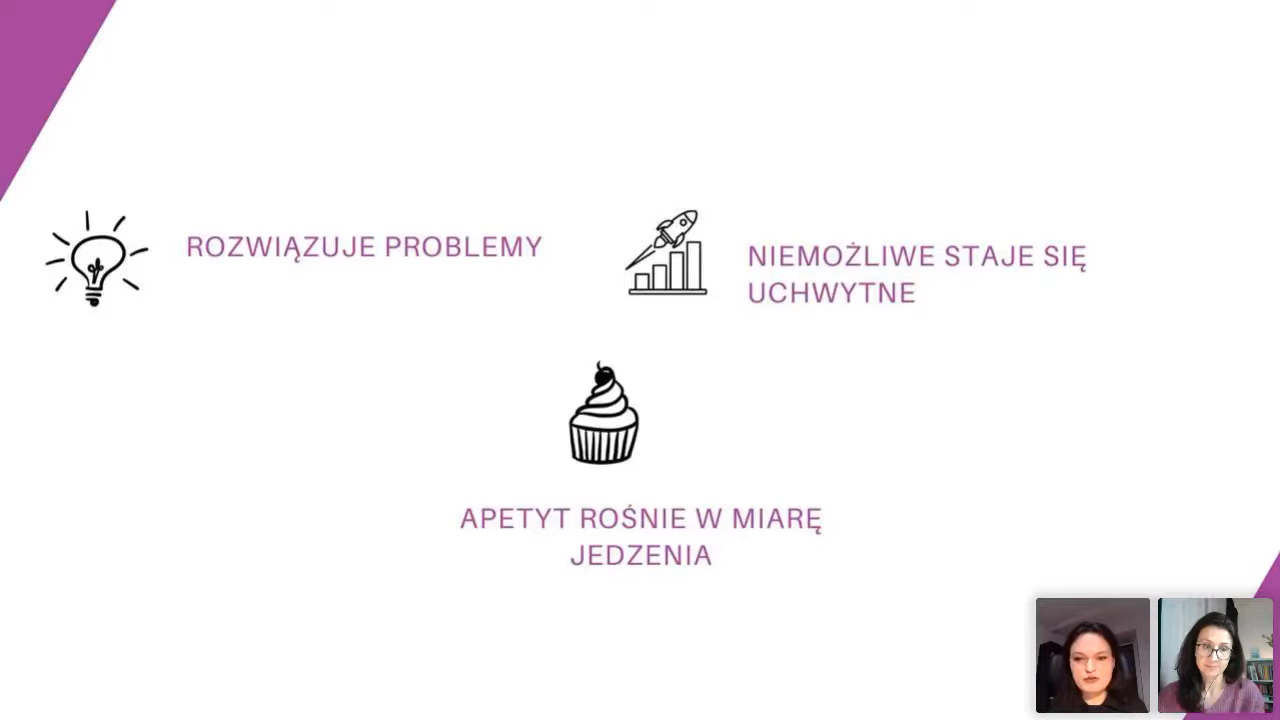 ROZWIĄZUJE PROBLEMY
NIEMOŻLIWE STAJE SIĘ
UCHWYTNE
APETYT ROŚNIE W MIARĘ
JEDZENIA